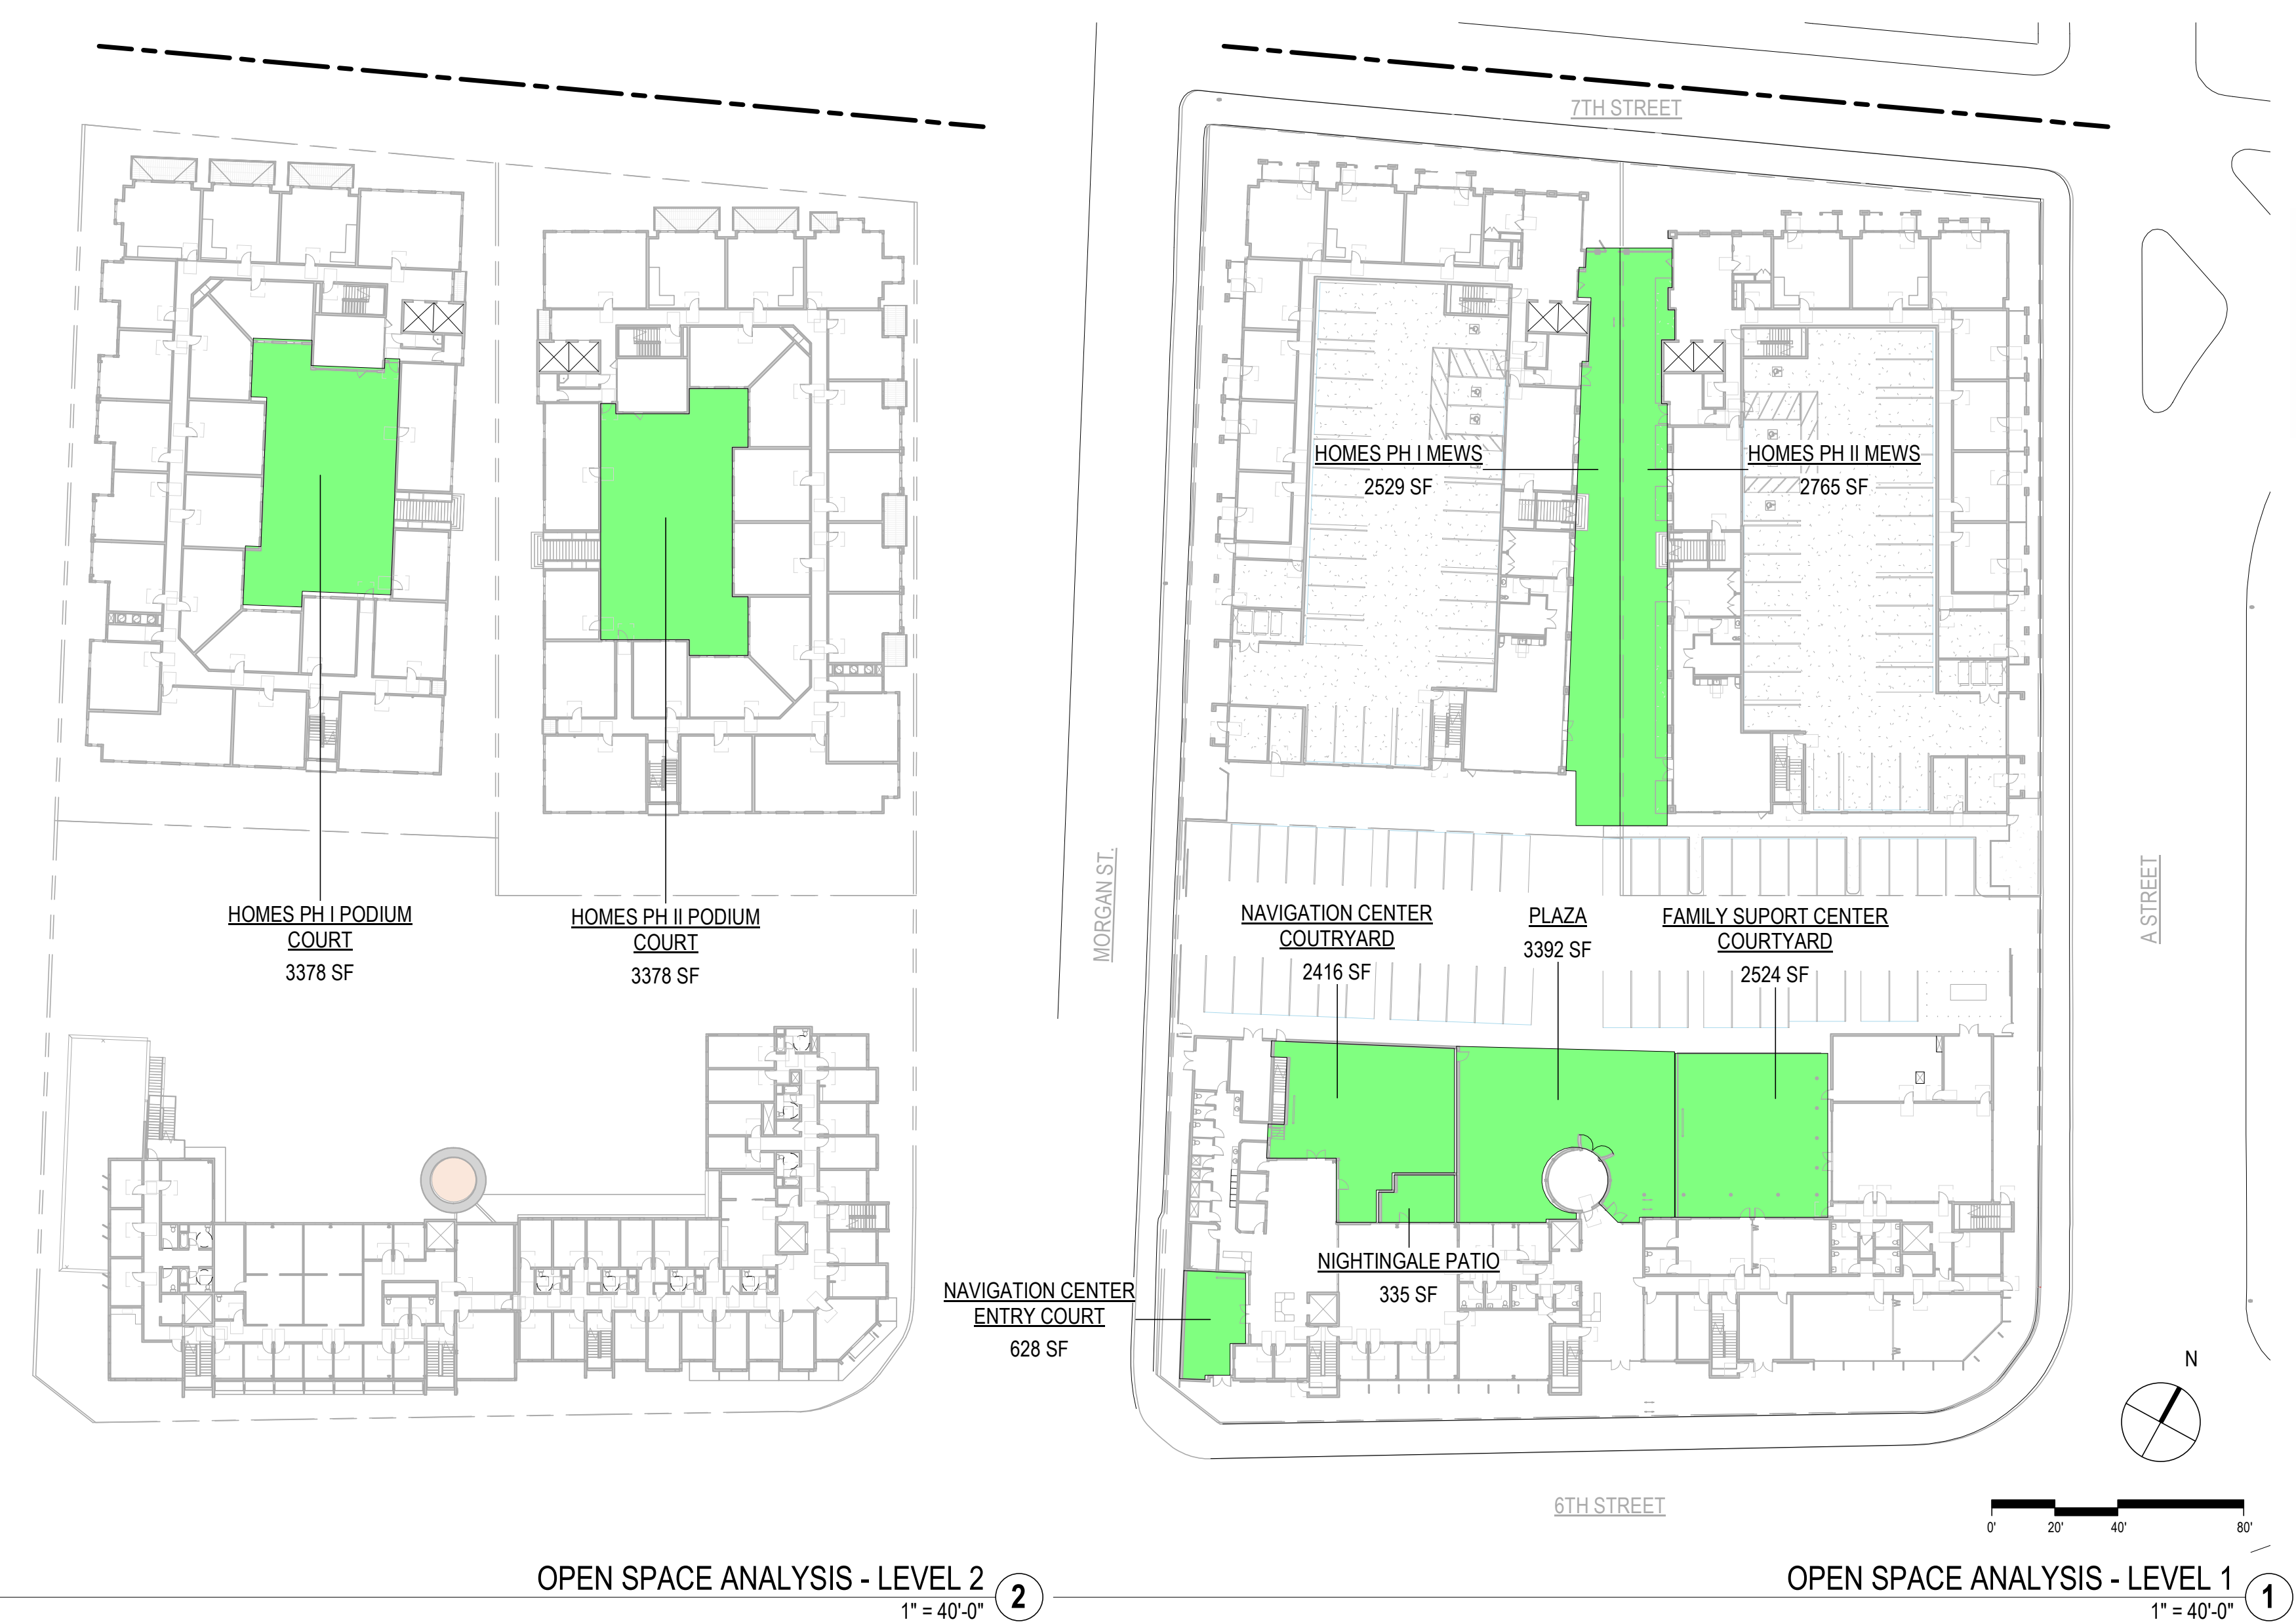 7TH STREET
HOMES PH I MEWS
2529 SF
HOMES PH II MEWS
2765 SF
MORGAN ST.
A STREET
HOMES PH I PODIUM
COURT
3378 SF
HOMES PH II PODIUM
COURT
3378 SF
NAVIGATION CENTER
COUTRYARD
2416 SF
PLAZA
3392 SF
FAMILY SUPORT CENTER
COURTYARD
2524 SF
NIGHTINGALE PATIO
335 SF
NAVIGATION CENTER
ENTRY COURT
628 SF
N
6TH STREET
0' 20' 40' 80'
OPEN SPACE ANALYSIS - LEVEL 2
2
1" = 40'-0"
OPEN SPACE ANALYSIS - LEVEL 1
1
1" = 40'-0"